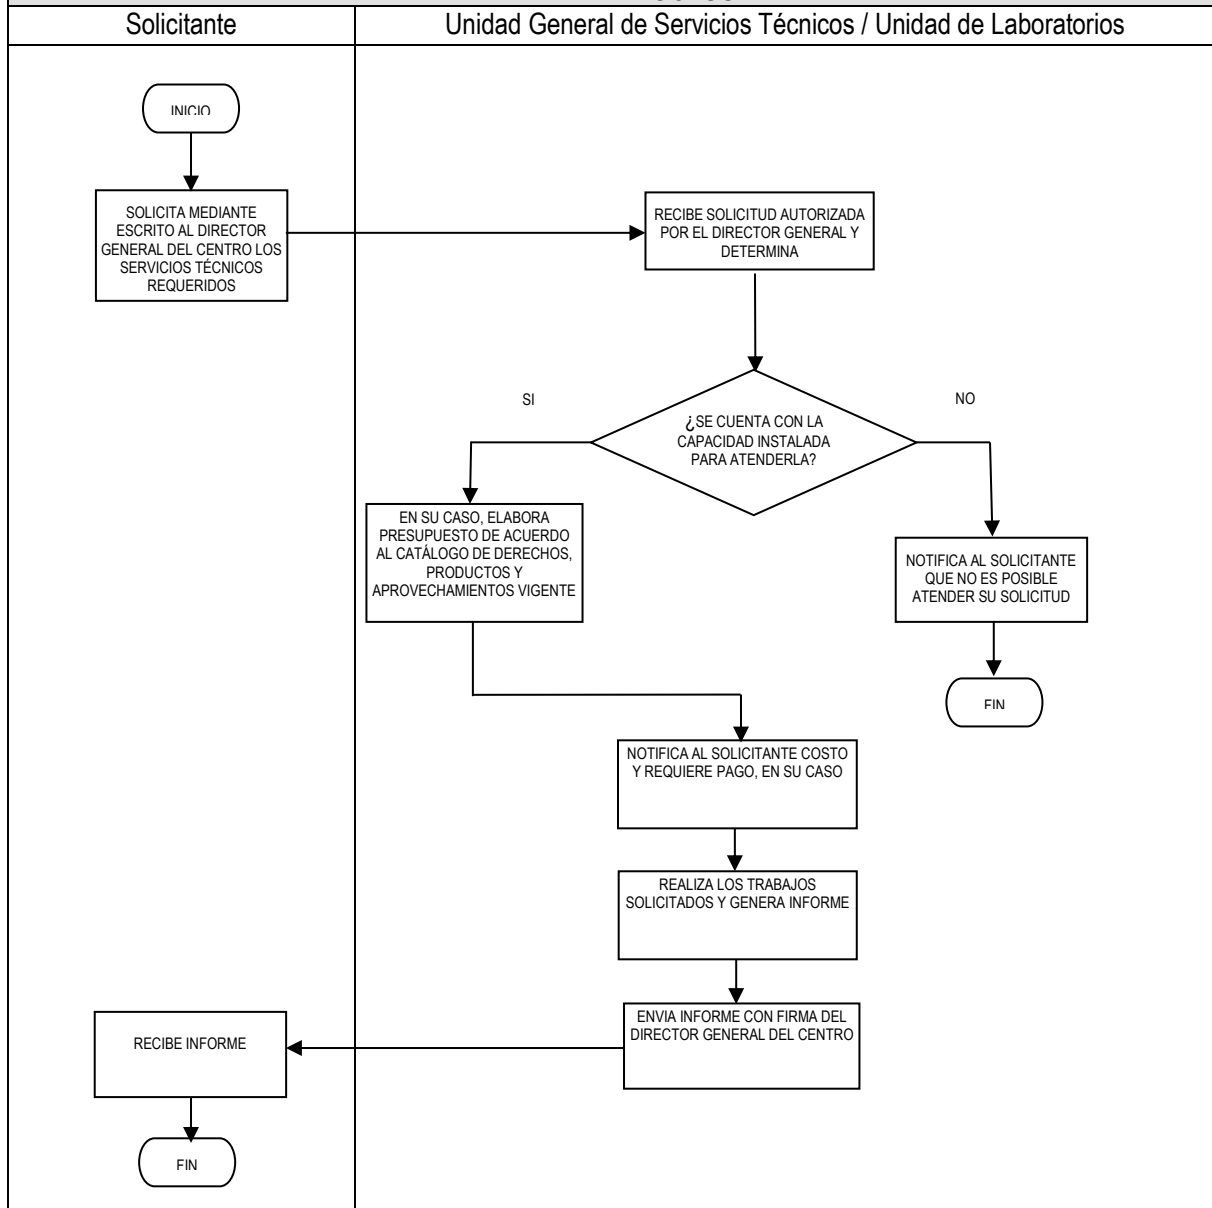 Solicitante
Unidad General de Servicios Técnicos / Unidad de Laboratorios
INICIO
SOLICITA MEDIANTE
ESCRITO AL DIRECTOR
GENERAL DEL CENTRO LOS
SERVICIOS TÉCNICOS
REQUERIDOS
RECIBE SOLICITUD AUTORIZADA
POR EL DIRECTOR GENERAL Y
DETERMINA
SI
NO
¿SE CUENTA CON LA
CAPACIDAD INSTALADA
PARA ATENDERLA?
EN SU CASO, ELABORA
PRESUPUESTO DE ACUERDO
AL CATÁLOGO DE DERECHOS,
PRODUCTOS Y
APROVECHAMIENTOS VIGENTE
NOTIFICA AL SOLICITANTE
QUE NO ES POSIBLE
ATENDER SU SOLICITUD
FIN
NOTIFICA AL SOLICITANTE COSTO
Y REQUIERE PAGO, EN SU CASO
REALIZA LOS TRABAJOS
SOLICITADOS Y GENERA INFORME
ENVIA INFORME CON FIRMA DEL
DIRECTOR GENERAL DEL CENTRO
RECIBE INFORME
FIN